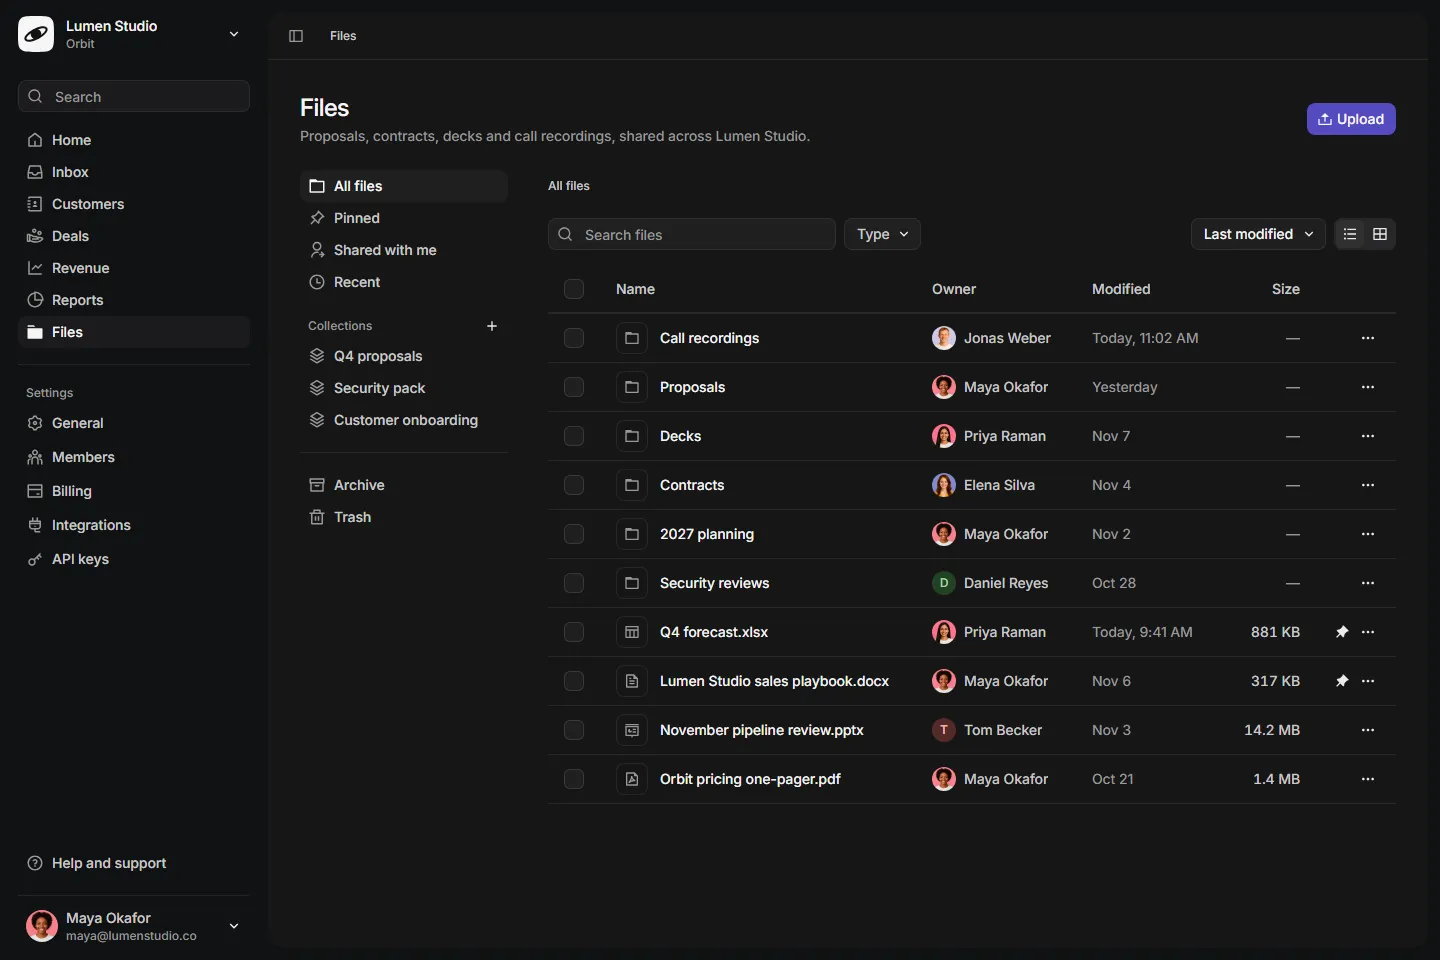 Lumen Studio
Orbit
Search
Home
Inbox
Customers
Deals
Revenue
Reports
Files
Settings
General
Members
Billing
Integrations
API keys
Help and support
Maya Okafor
maya@lumenstudio.co
Files
Files
Proposals, contracts, decks and call recordings, shared across Lumen Studio.
Upload
All files
Pinned
Shared with me
Recent
Collections
Q4 proposals
Security pack
Customer onboarding
Archive
Trash
All files
Search files
Type
Last modified
Name Owner Modified Size
Call recordings Jonas Weber Today, 11:02 AM —
Proposals Maya Okafor Yesterday —
Decks Priya Raman Nov 7 —
Contracts Elena Silva Nov 4 —
2027 planning Maya Okafor Nov 2 —
Security reviews D Daniel Reyes Oct 28 —
Q4 forecast.xlsx Priya Raman Today, 9:41 AM 881 KB
Lumen Studio sales playbook.docx Maya Okafor Nov 6 317 KB
November pipeline review.pptx T Tom Becker Nov 3 14.2 MB
Orbit pricing one-pager.pdf Maya Okafor Oct 21 1.4 MB